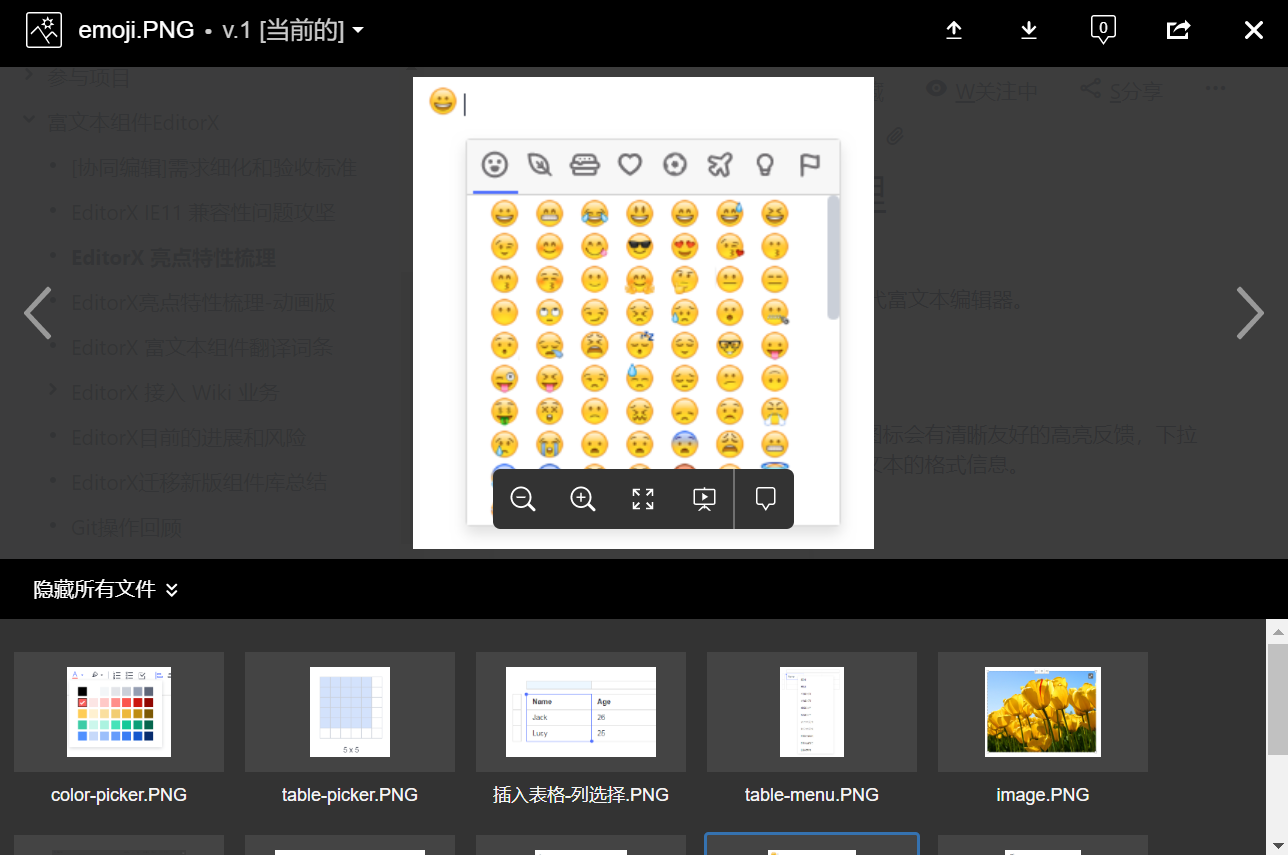 emoji.PNG • v.1 [当前的]
0
参与项目
W关注中
S分享
富文本组件EditorX
[协同编辑]需求细化和验收标准
EditorX IE11 兼容性问题攻坚
EditorX 亮点特性梳理
EditorX亮点特性梳理-动画版
代富文本编辑器。
EditorX 富文本组件翻译词条
EditorX 接入 Wiki 业务
EditorX目前的进展和风险
图标会有清晰友好的高亮反馈，下拉
文本的格式信息。
EditorX迁移新版组件库总结
Git操作回顾
隐藏所有文件
Name Age
Jack 26
Lucy 25
5 x 5
color-picker.PNG
table-picker.PNG
插入表格-列选择.PNG
table-menu.PNG
image.PNG